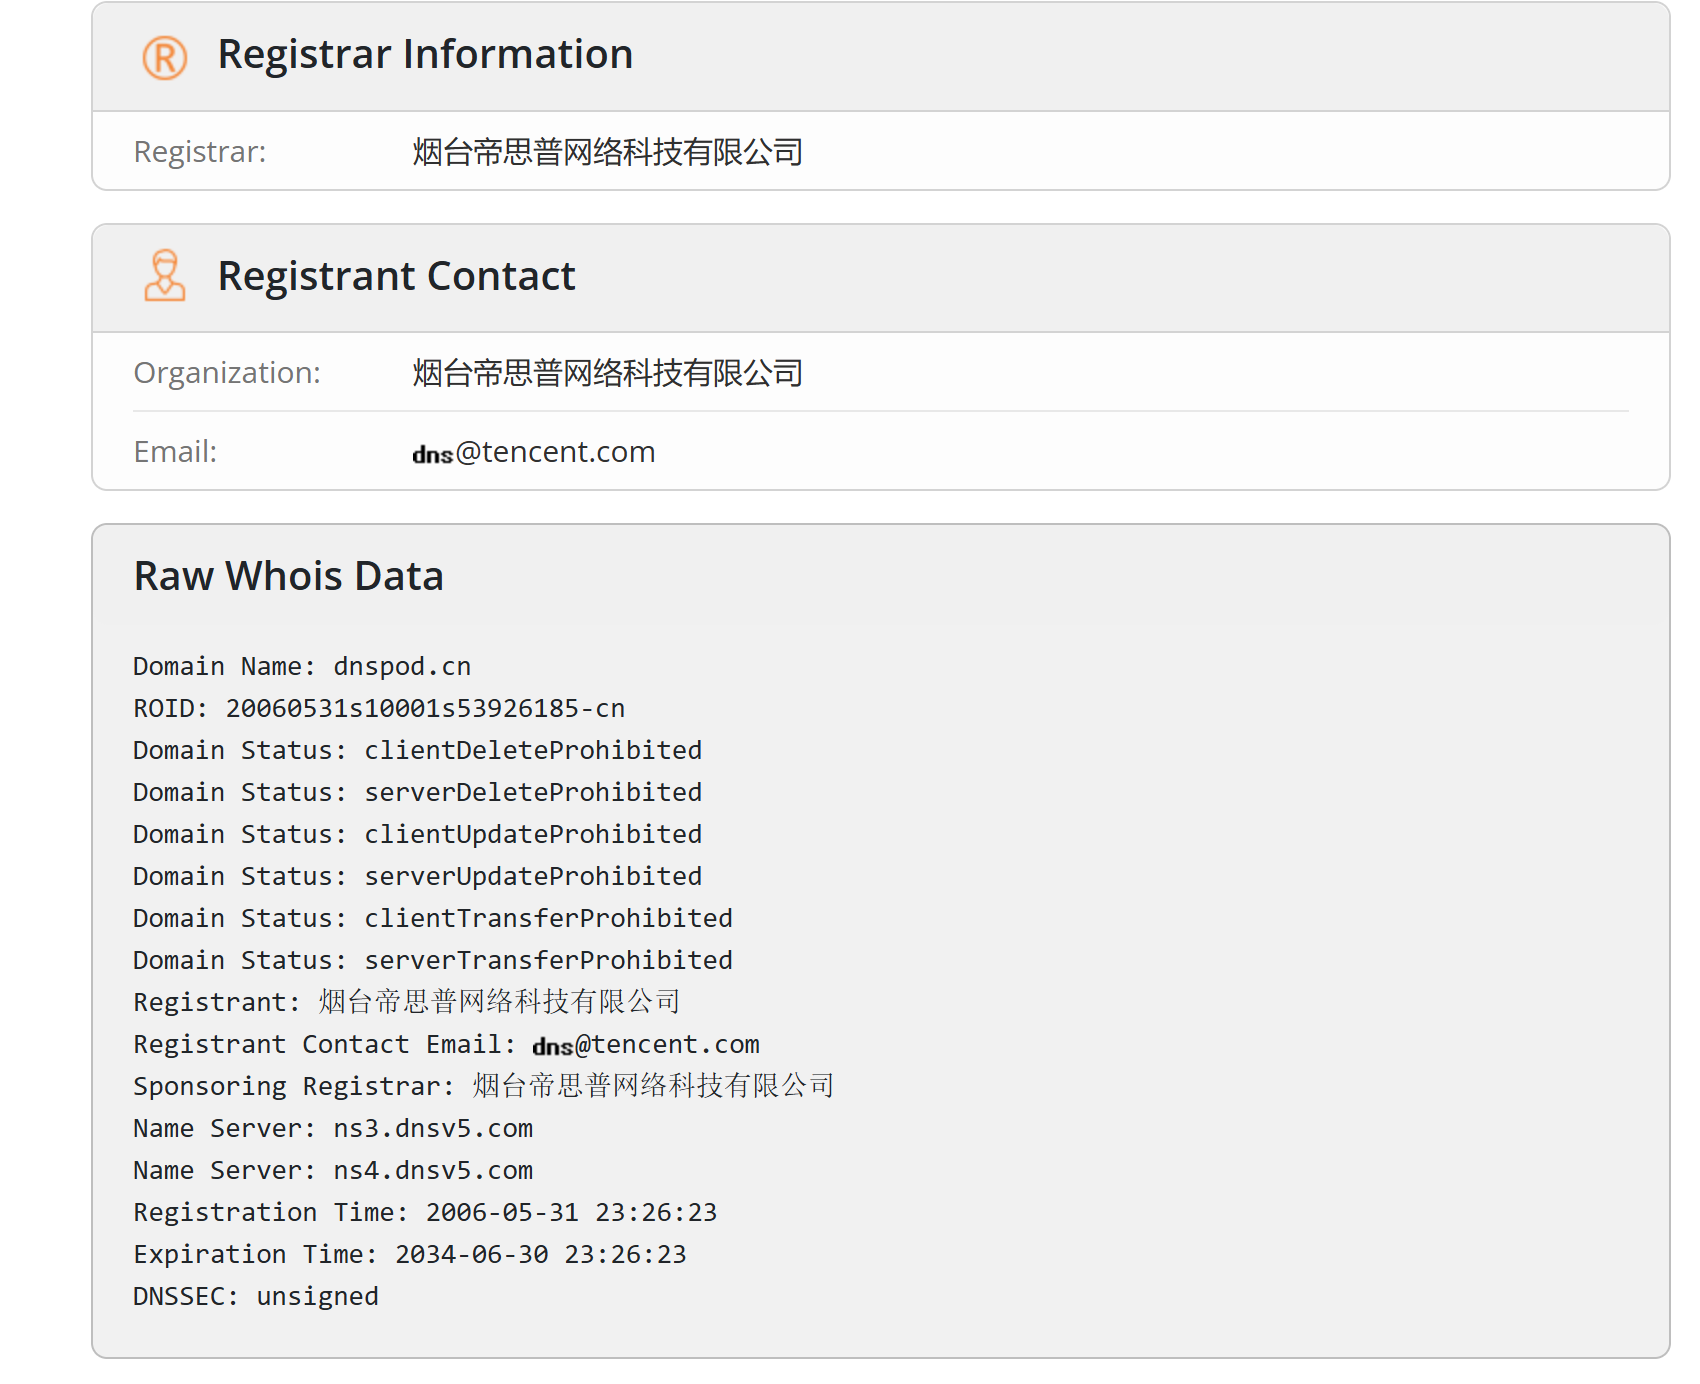 ® Registrar Information
Registrar: 烟台帝思普网络科技有限公司
Registrant Contact
Organization: 烟台帝思普网络科技有限公司
Email: dns@tencent.com
Raw Whois Data
Domain Name: dnspod.cn
ROID: 20060531s10001s53926185-cn
Domain Status: clientDeleteProhibited
Domain Status: serverDeleteProhibited
Domain Status: clientUpdateProhibited
Domain Status: serverUpdateProhibited
Domain Status: clientTransferProhibited
Domain Status: serverTransferProhibited
Registrant: 烟台帝思普网络科技有限公司
Registrant Contact Email: dns@tencent.com
Sponsoring Registrar: 烟台帝思普网络科技有限公司
Name Server: ns3.dnsv5.com
Name Server: ns4.dnsv5.com
Registration Time: 2006-05-31 23:26:23
Expiration Time: 2034-06-30 23:26:23
DNSSEC: unsigned